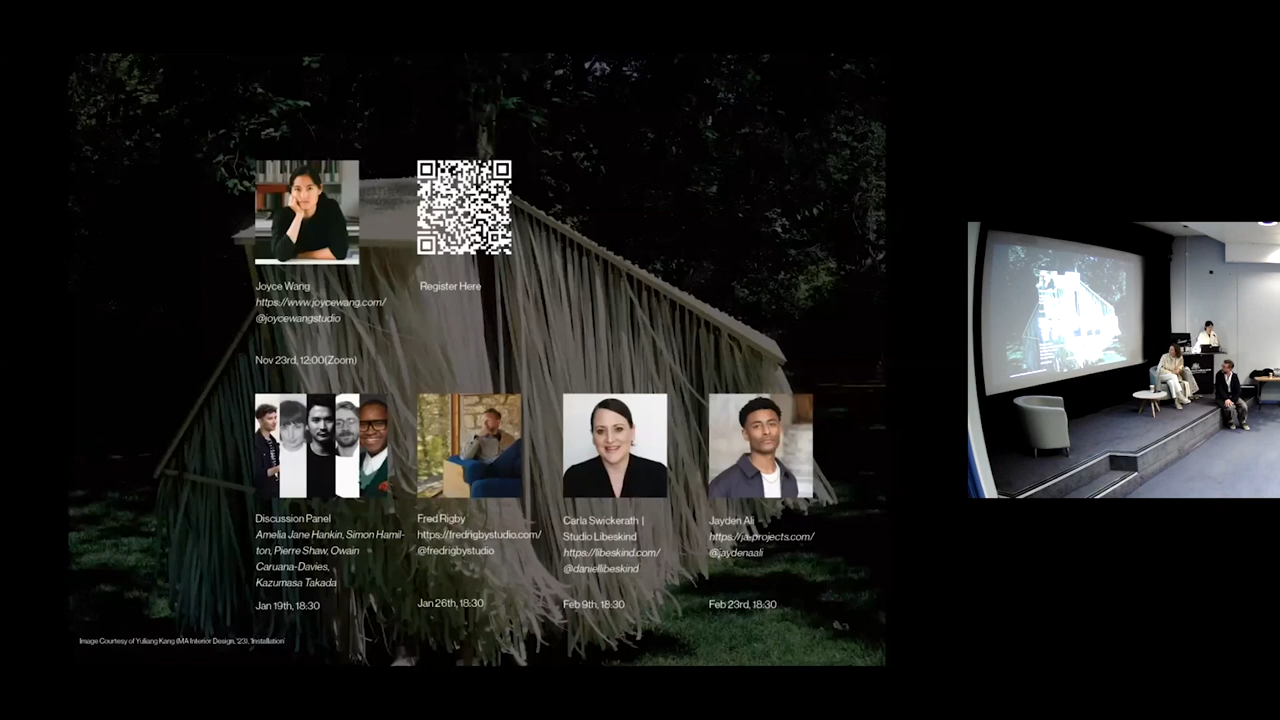 Joyce Wang
https://www.joycewang.com/
@joycewangstudio
Nov 23rd, 12:00(Zoom)
Register Here
Discussion Panel
Amelia Jane Hankin, Simon Hamil-
ton, Pierre Shaw, Owain
Caruana-Davies,
Kazumasa Takada
Jan 19th, 18:30
Fred Rigby
https://fredrigbystudio.com/
@fredrigbystudio
Jan 26th, 18:30
Carla Swickerath |
Studio Libeskind
https://libeskind.com/
@daniellibeskind
Feb 9th, 18:30
Jayden Ali
https://ja-projects.com/
@jaydenaali
Feb 23rd, 18:30
Image Courtesy of Yuliang Kang (MA Interior Design, '23), 'Installation'